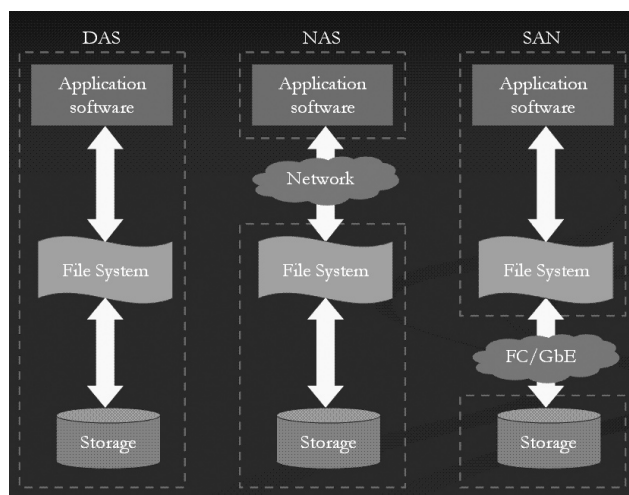 DAS
NAS
SAN
Application
software
Application
software
Application
software
Network
File System
File System
File System
FC/GbE
Storage
Storage
Storage